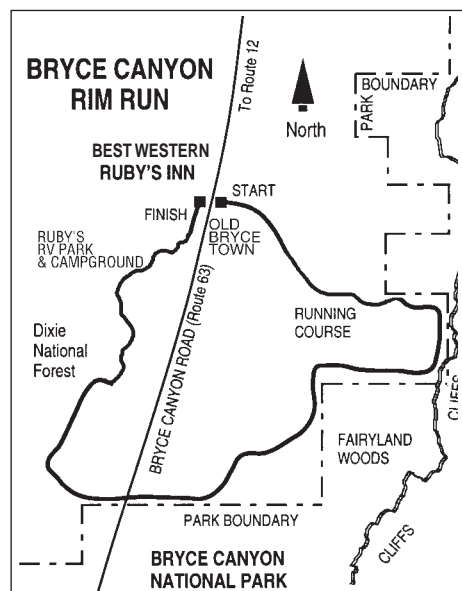 BRYCE CANYON
RIM RUN
To Route 12
North
PARK
BOUNDARY
BEST WESTERN
RUBY'S INN
START
FINISH
OLD
BRYCE
TOWN
RUBY'S
RV PARK
& CAMPGROUND
BRYCE CANYON ROAD (Route 63)
RUNNING
COURSE
Dixie
National
Forest
CLIFFS
FAIRYLAND
WOODS
PARK BOUNDARY
CLIFFS
BRYCE CANYON
NATIONAL PARK